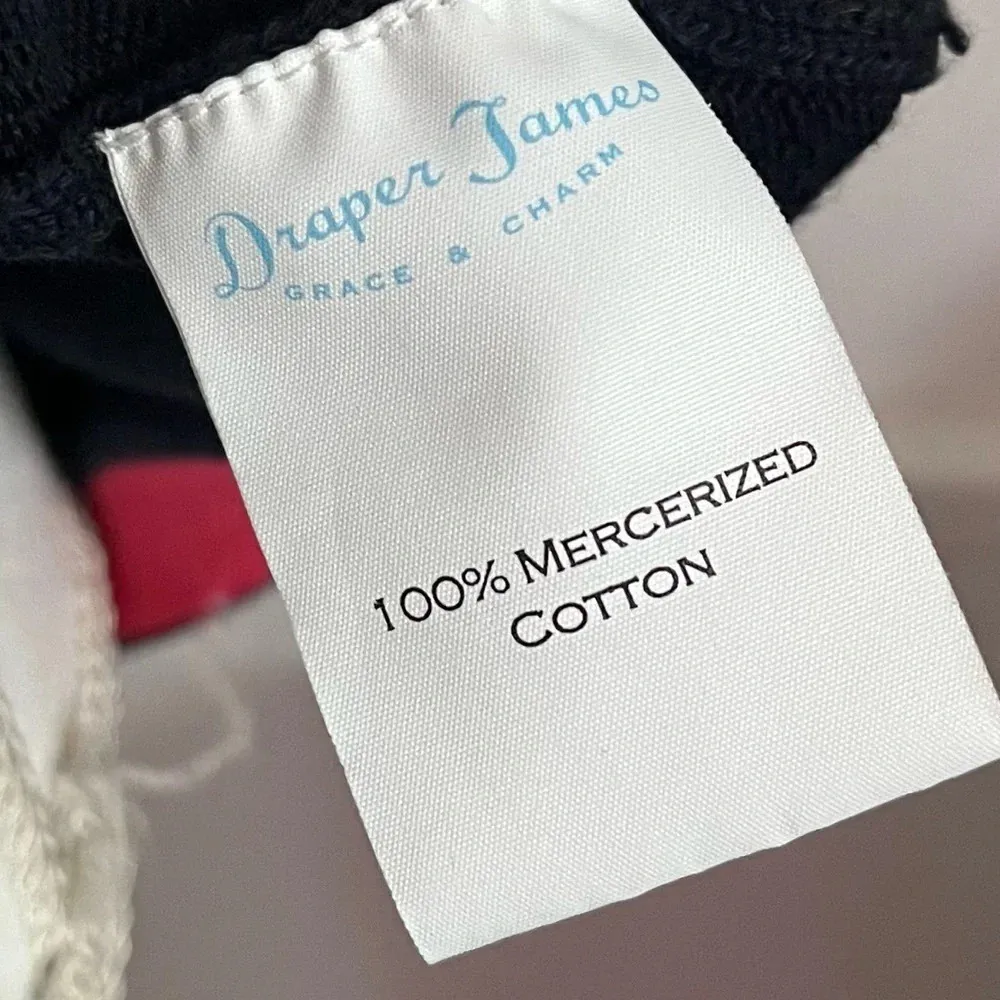 Draper James
GRACE & CHARM
100% MERCERIZED
COTTON